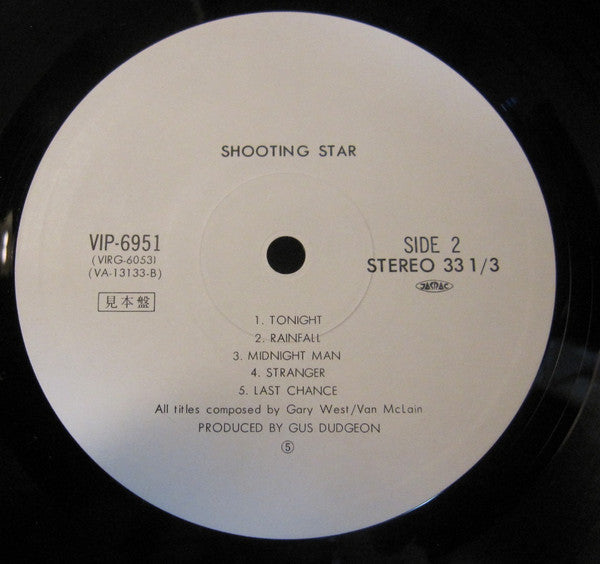 SHOOTING STAR
VIP-6951
(VIRG-6053)
(VA-13133-B)
見本盤
SIDE 2
STEREO 33 1/3
JASRAC
1. TONIGHT
2. RAINFALL
3. MIDNIGHT MAN
4. STRANGER
5. LAST CHANCE
All titles composed by Gary West/Van McLain
PRODUCED BY GUS DUDGEON
⑤